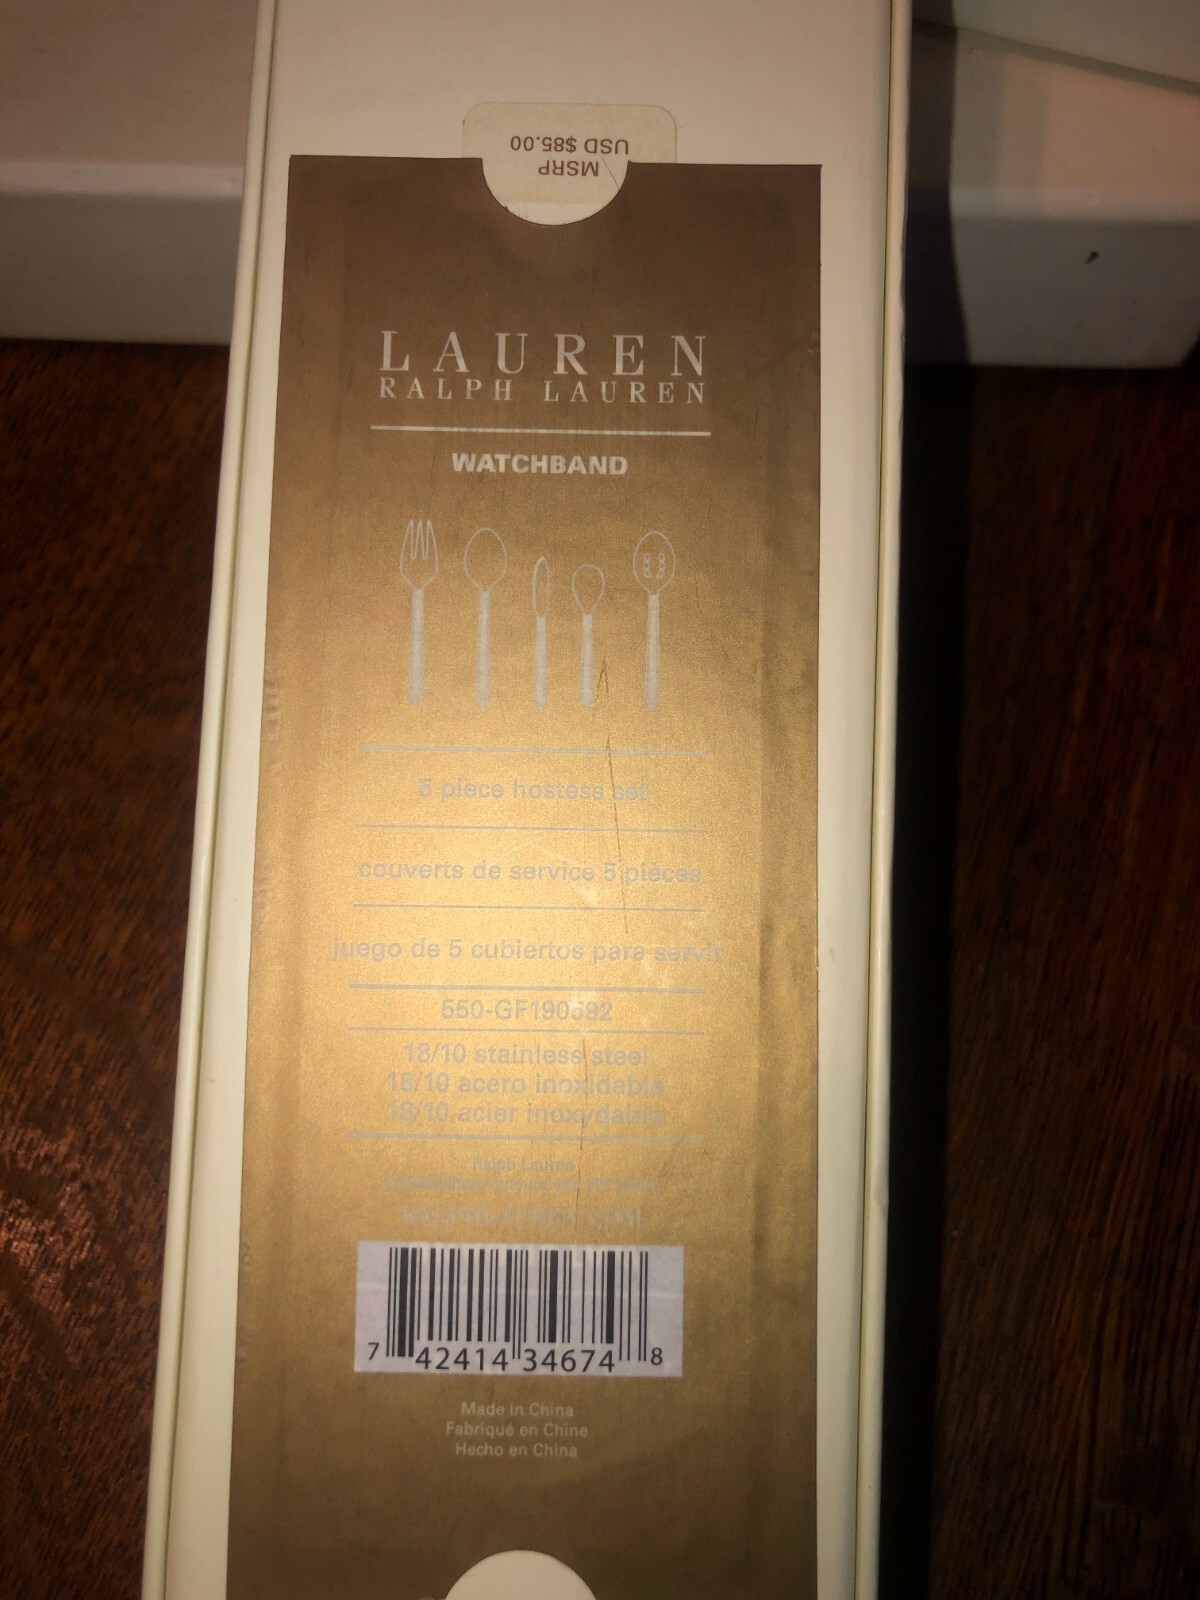 MSRP
USD $85.00
LAUREN
RALPH LAUREN
WATCHBAND
5 piece hostess set
couverts de service 5 pièces
juego de 5 cubiertos para servir
550-GF190592
18/10 stainless steel
18/10 acero inoxidable
18/10 acier inoxydable
Ralph Lauren
RALPHLAUREN.COM
7 42414 34674 8
Made in China
Fabriqué en Chine
Hecho en China